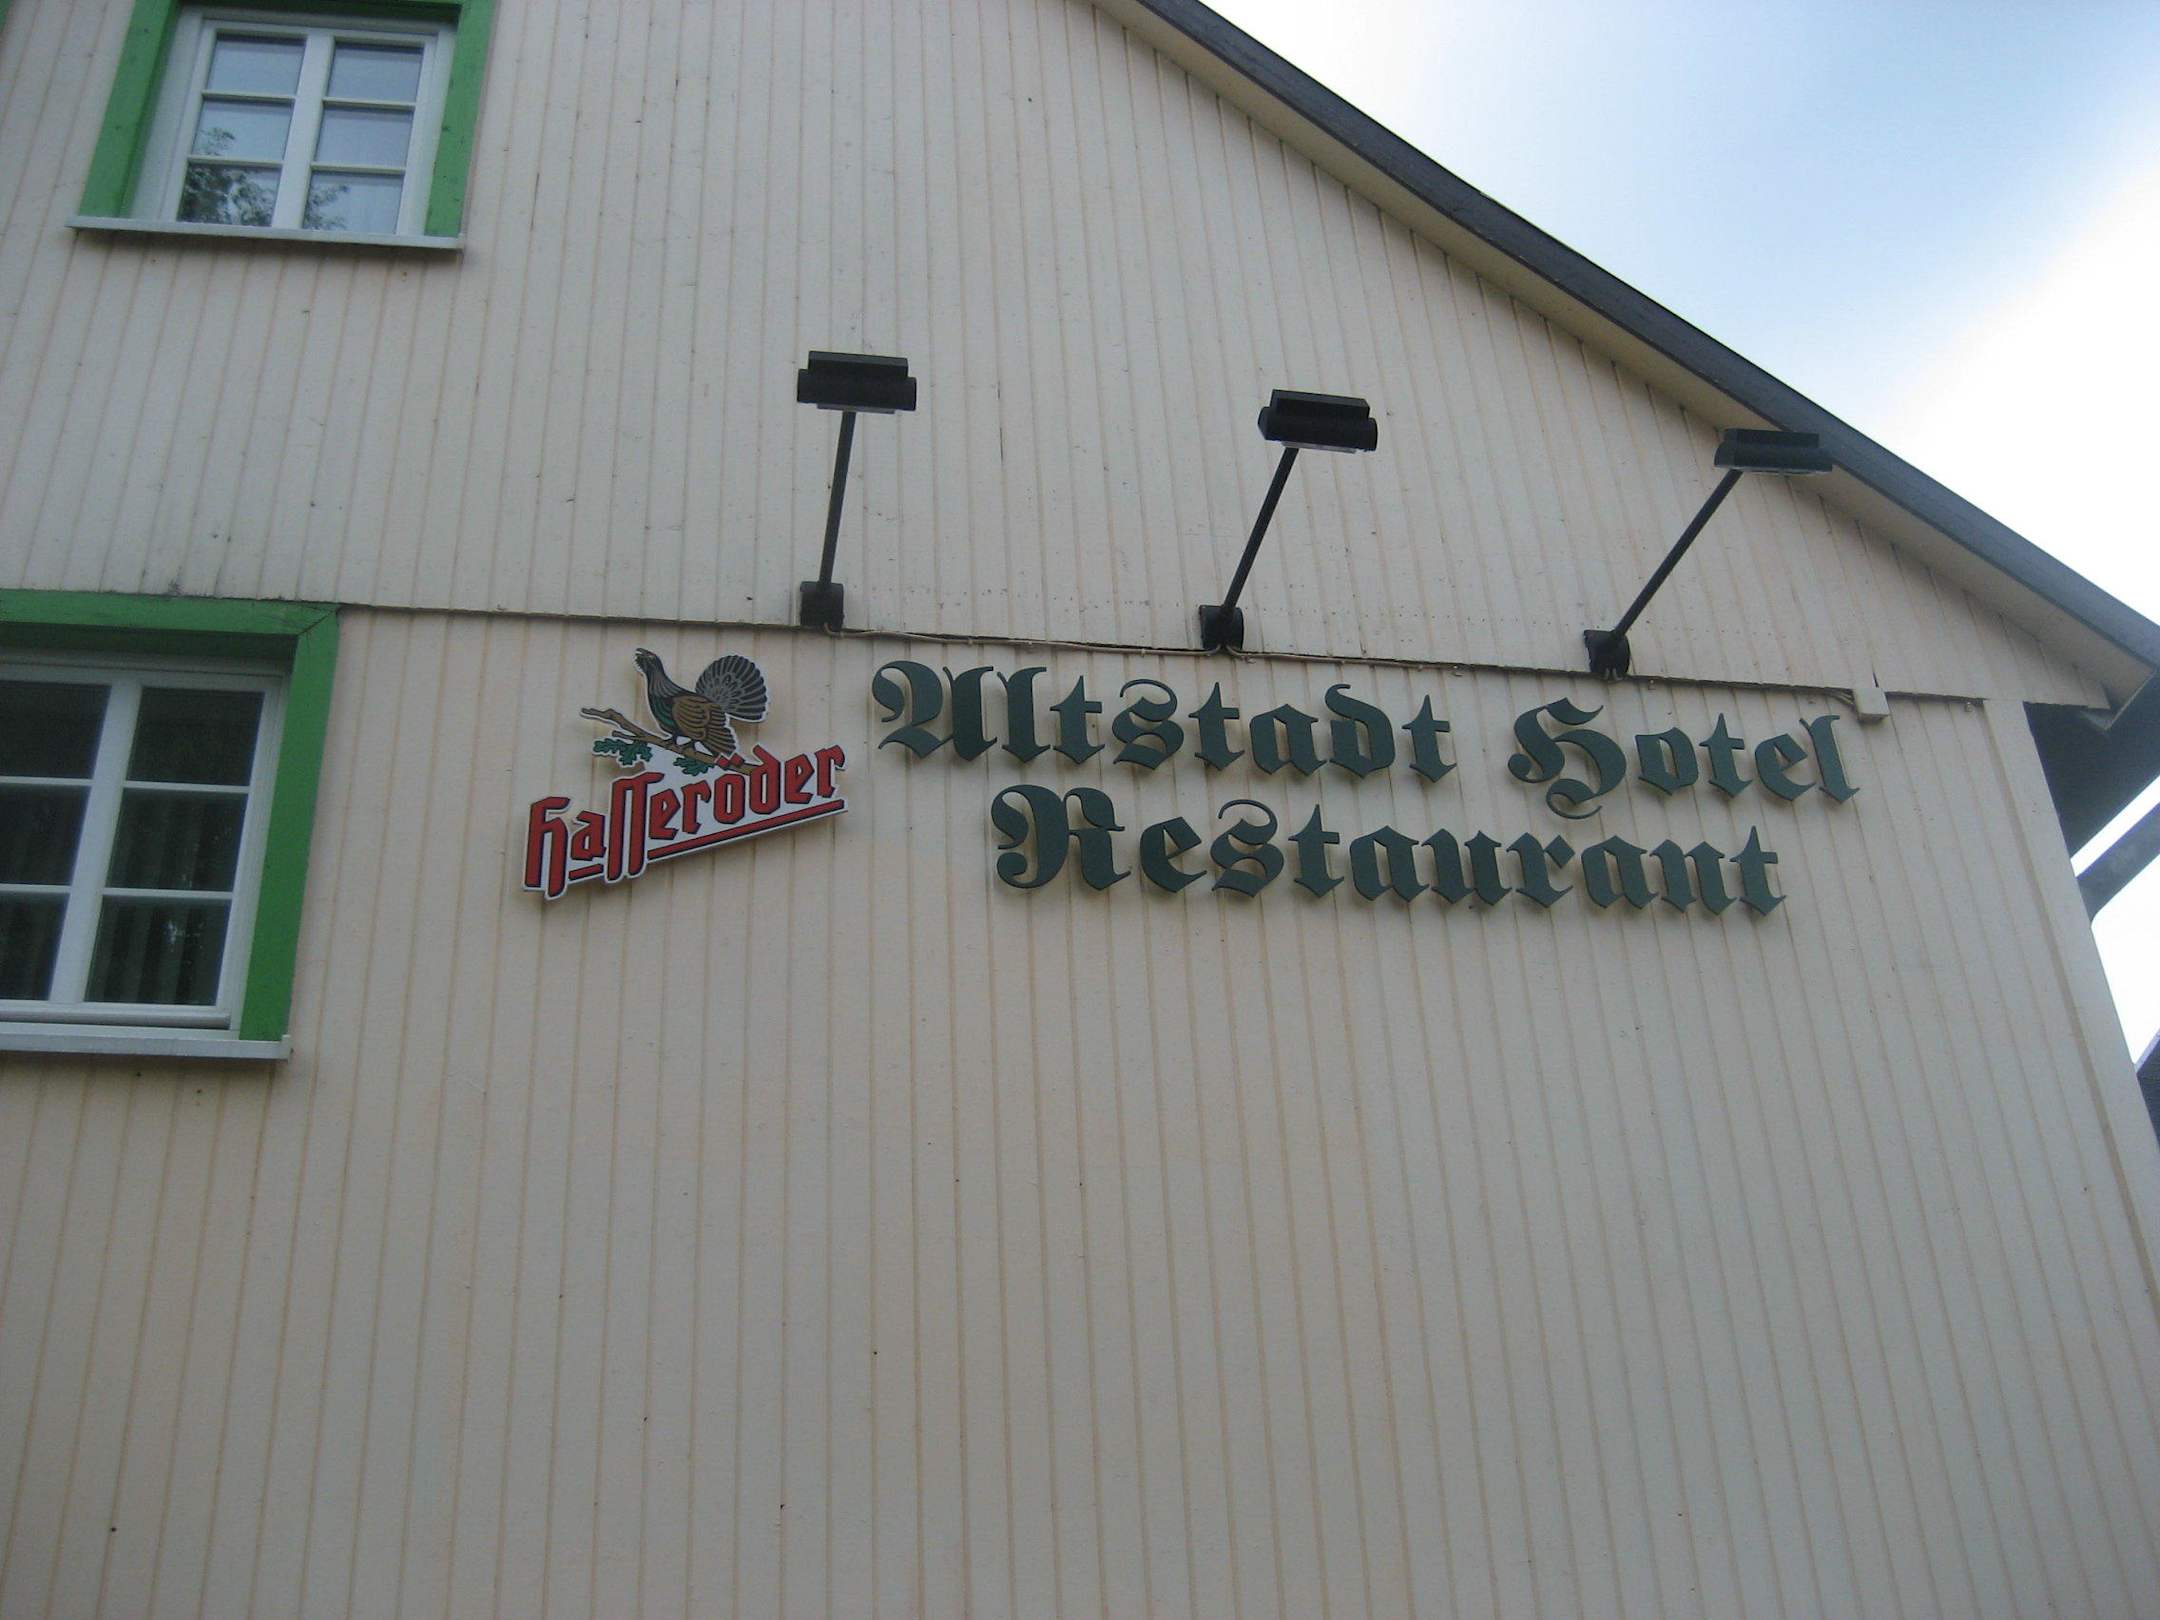 Hasseröder
Altstadt Hotel
Restaurant